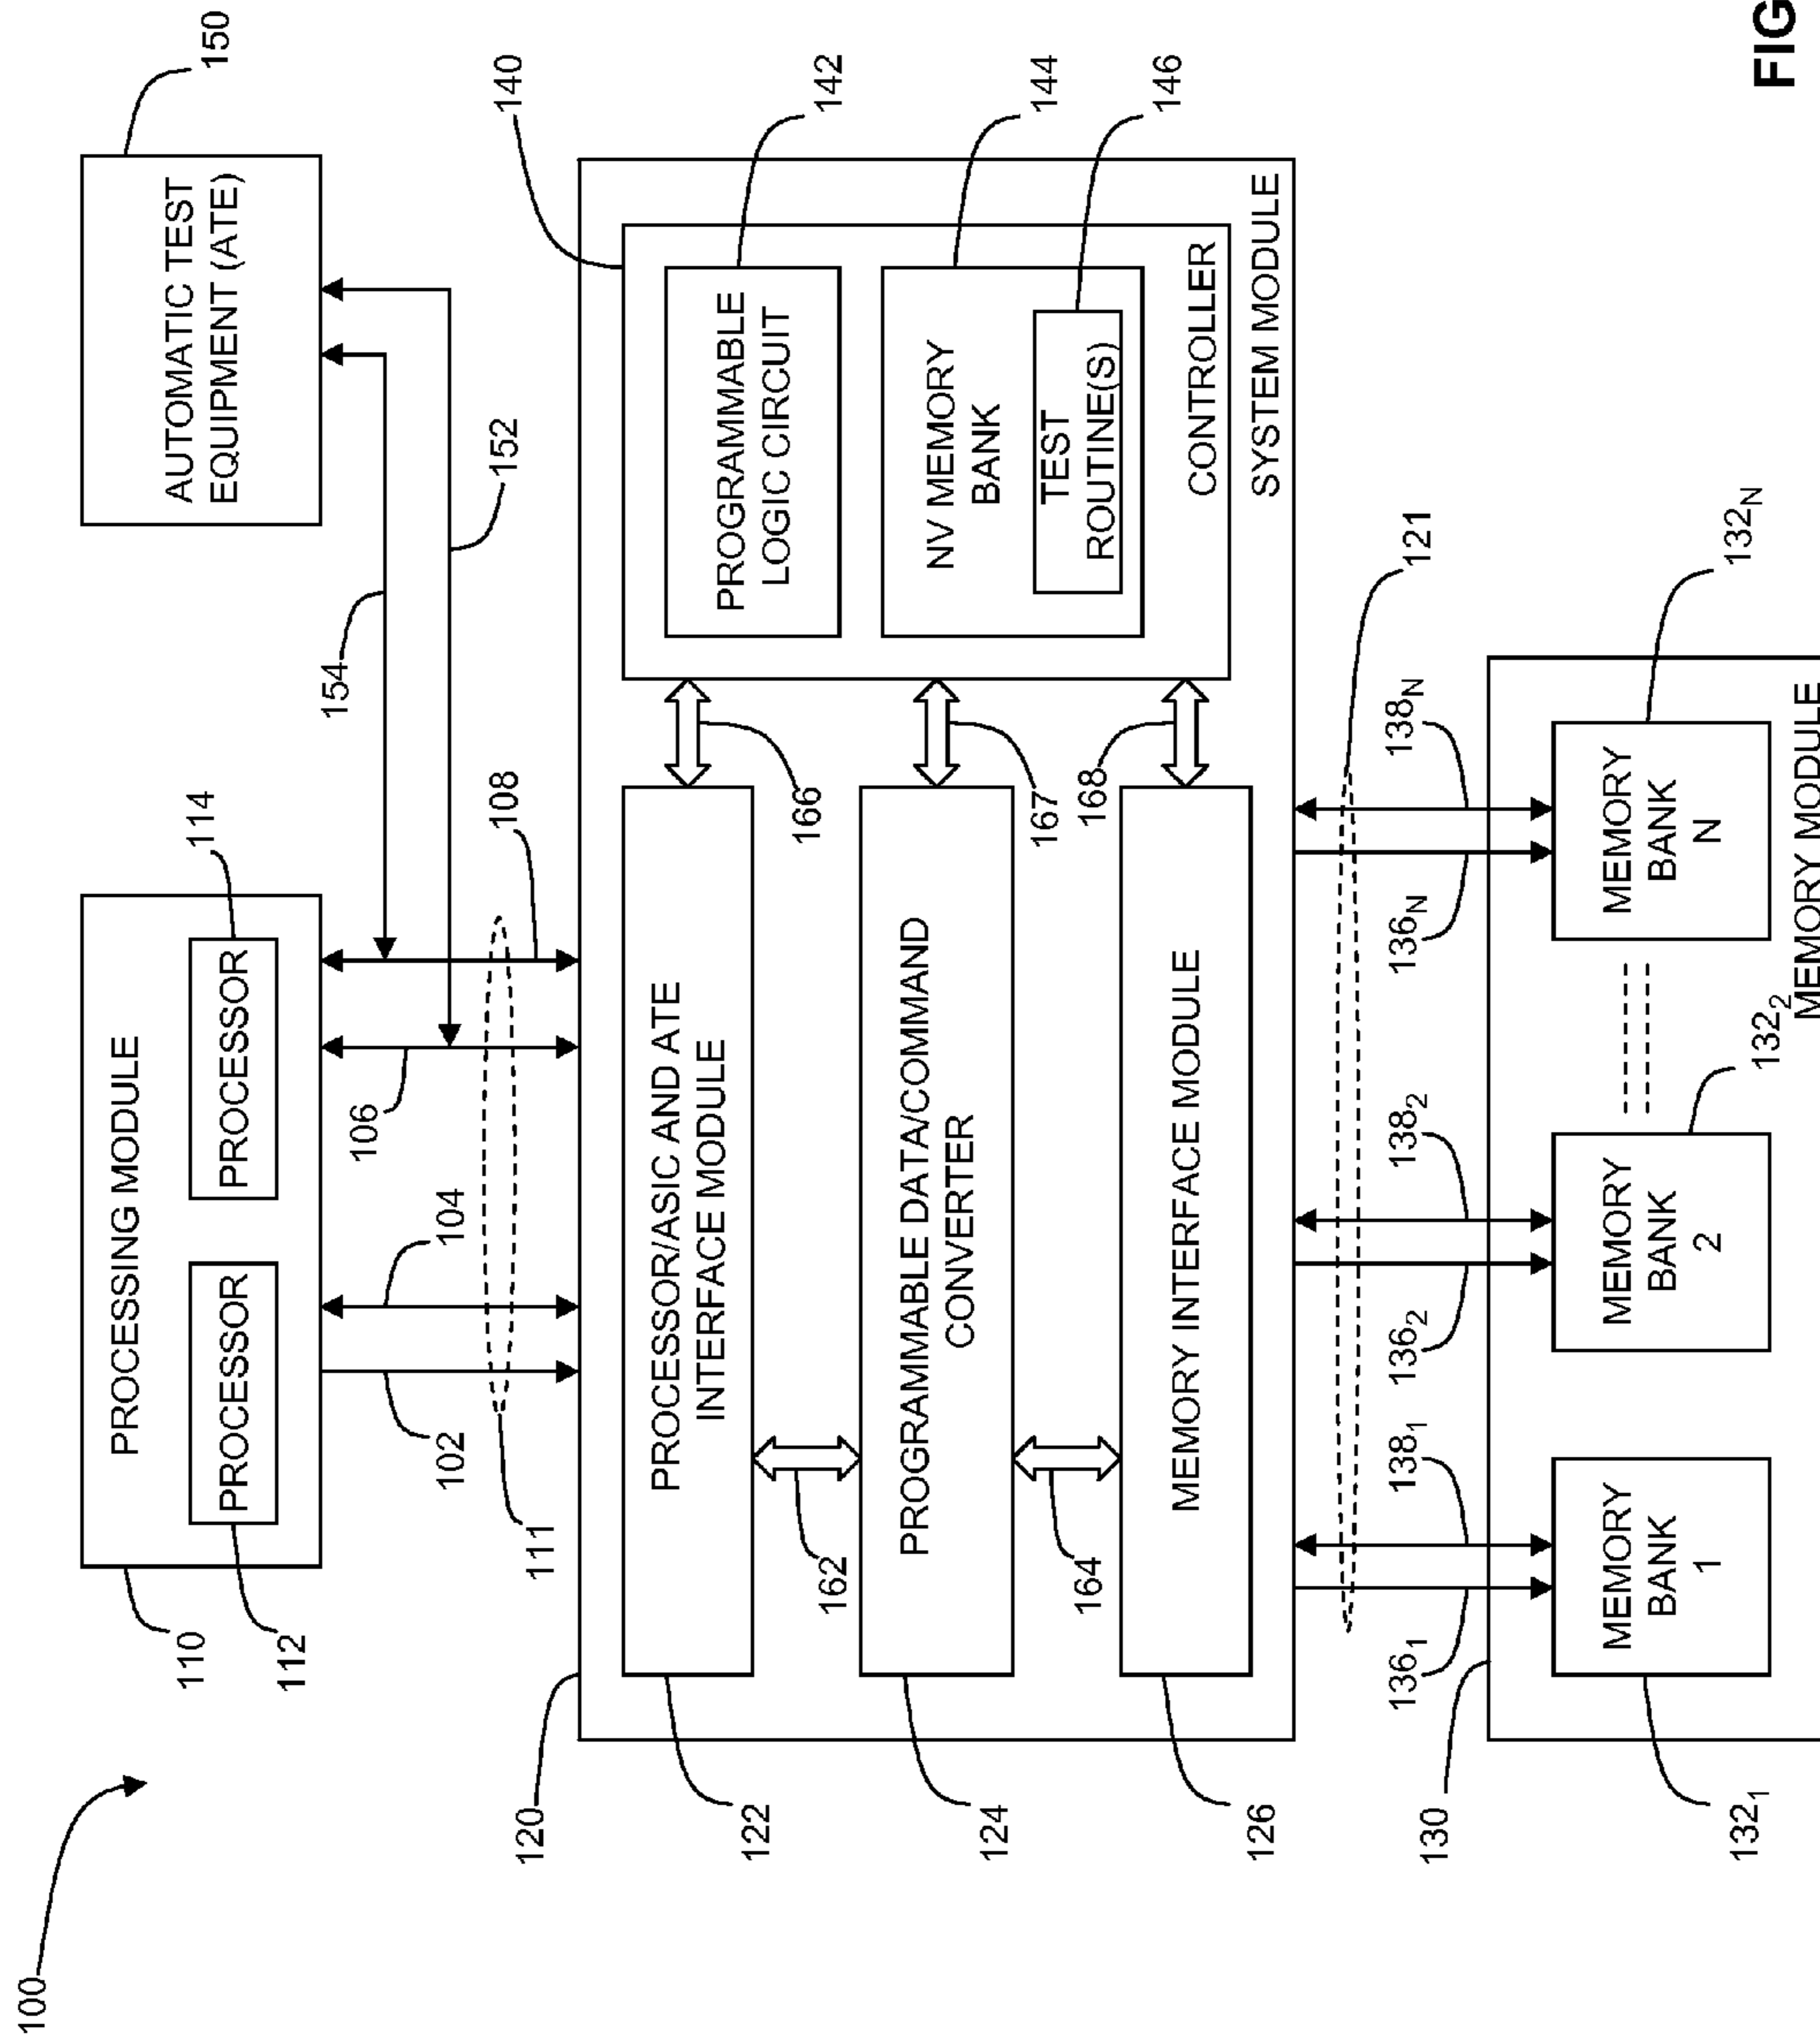 100
PROCESSING MODULE
PROCESSOR
PROCESSOR
110
112
114
AUTOMATIC TEST
EQUIPMENT (ATE)
150
102
104
106
108
111
154
152
120
PROCESSOR/ASIC AND ATE
INTERFACE MODULE
122
162
166
PROGRAMMABLE DATA/COMMAND
CONVERTER
124
164
167
MEMORY INTERFACE MODULE
126
168
140
PROGRAMMABLE
LOGIC CIRCUIT
142
NV MEMORY
BANK
144
TEST
ROUTINE(S)
146
CONTROLLER
SYSTEM MODULE
121
136₁
138₁
136₂
138₂
136N
138N
130
MEMORY
BANK
1
132₁
MEMORY
BANK
2
132₂
MEMORY
BANK
N
132N
MEMORY MODULE
FIG